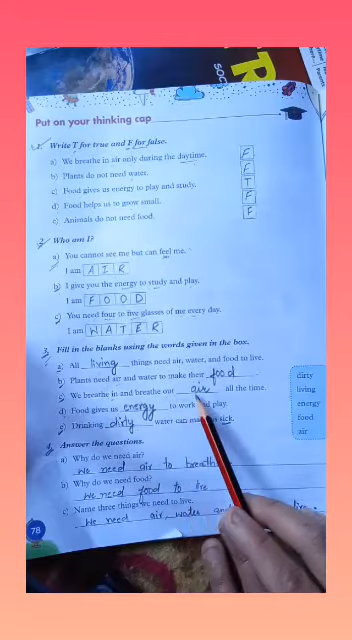 R
SOC
Put on your thinking cap
1. Write T for true and F for false.
a) We breathe in air only during the daytime. F
b) Plants do not need water. F
c) Food gives us energy to play and study. T
d) Food helps us to grow small. F
e) Animals do not need food. F
2. Who am I?
a) You cannot see me but can feel me.
I am A I R
b) I give you the energy to study and play.
I am F O O D
c) You need four to five glasses of me every day.
I am W A T E R
3. Fill in the blanks using the words given in the box.
a) All living things need air, water, and food to live.
b) Plants need air and water to make their food
c) We breathe in and breathe out air all the time.
d) Food gives us energy to work and play.
e) Drinking dirty water can make sick.
dirty
living
energy
food
air
4. Answer the questions.
a) Why do we need air?
we need air to breath
b) Why do we need food?
we need food to live
c) Name three things we need to live.
We need air, water live.
78